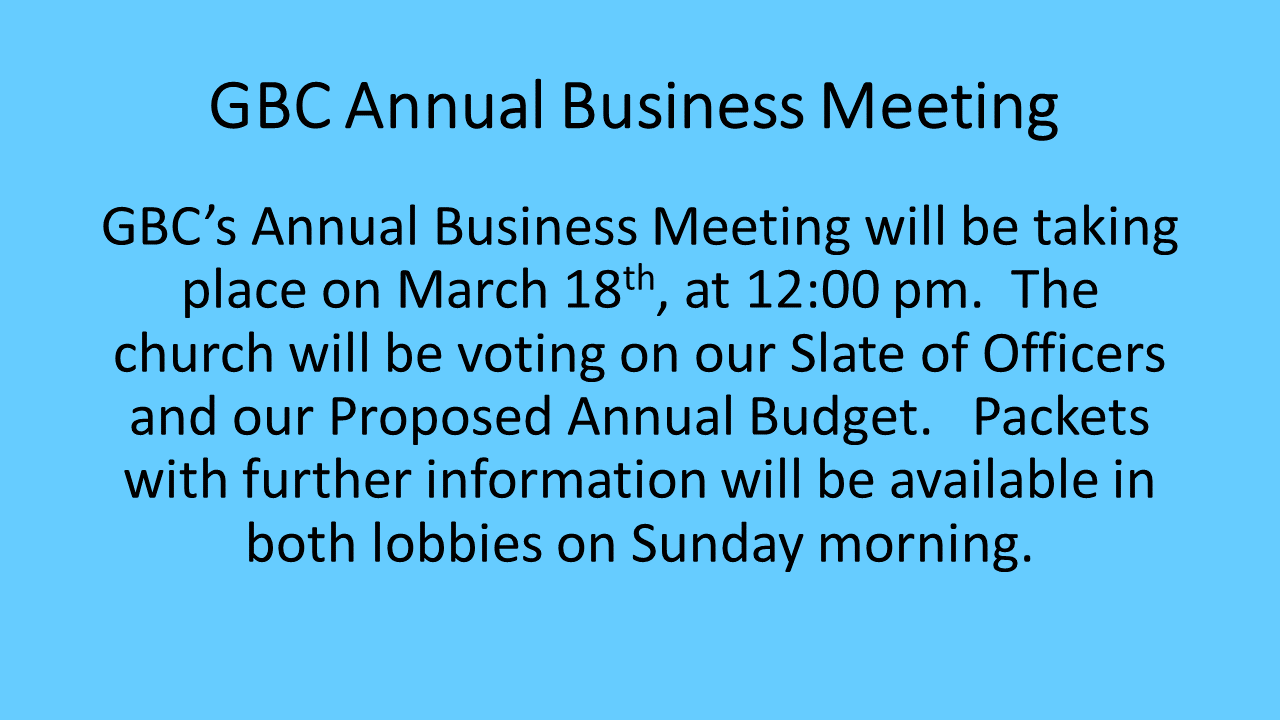 GBC Annual Business Meeting
GBC’s Annual Business Meeting will be taking
place on March 18th, at 12:00 pm.  The
church will be voting on our Slate of Officers
and our Proposed Annual Budget.   Packets
with further information will be available in
both lobbies on Sunday morning.